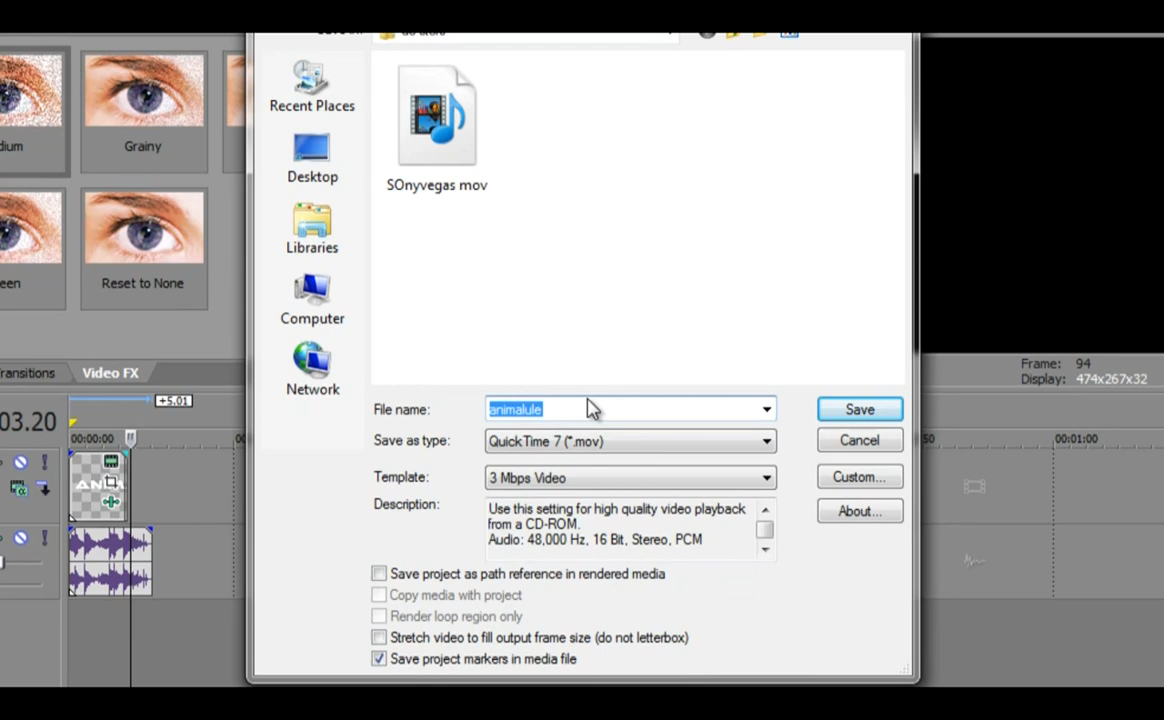 Recent Places
dium
Grainy
Desktop
SOnyvegas mov
Libraries
een
Reset to None
Computer
Network
ransitions
Video FX
Frame: 94
Display: 474x267x32
+5.01
03.20
00:00:00
00
File name:
animalule
Save
50
00:01:00
Save as type:
QuickTime 7 (*.mov)
Cancel
Template:
3 Mbps Video
Custom...
Description:
Use this setting for high quality video playback
from a CD-ROM.
Audio: 48,000 Hz, 16 Bit, Stereo, PCM
About...
Save project as path reference in rendered media
Copy media with project
Render loop region only
Stretch video to fill output frame size (do not letterbox)
Save project markers in media file